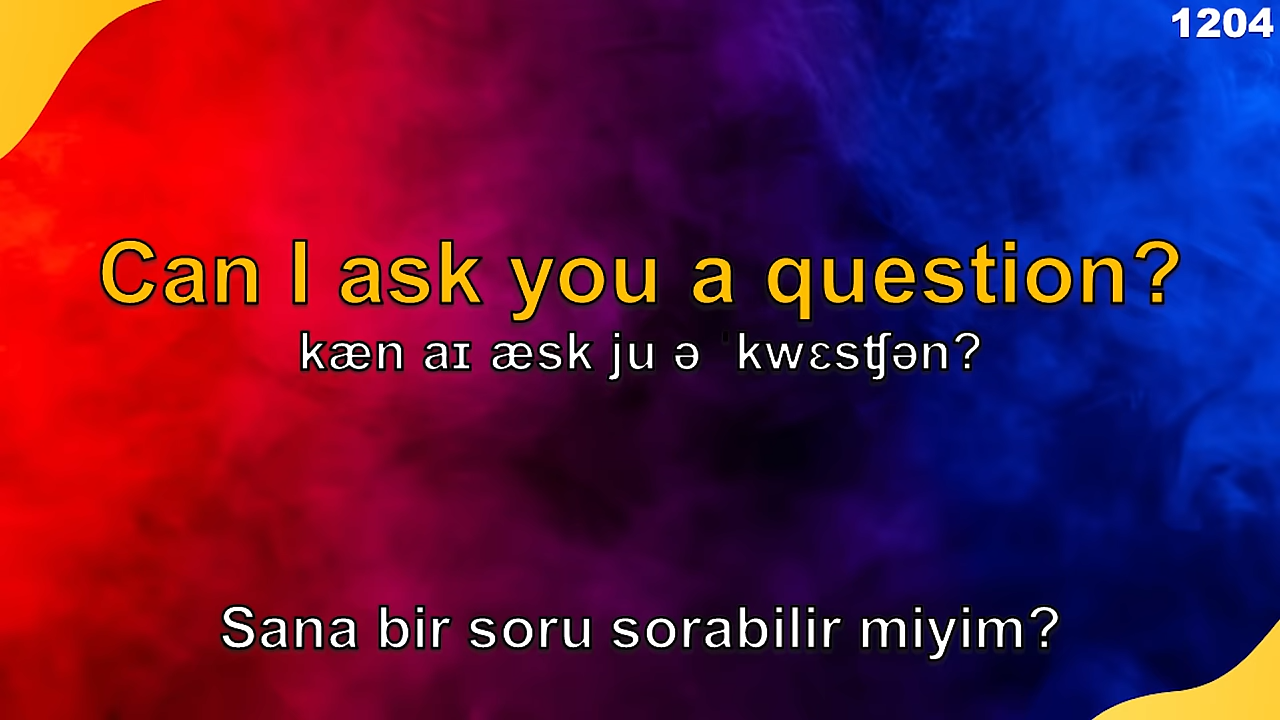 1204
Can I ask you a question?
kæn aɪ æsk ju ə ˈkwɛsʧən?
Sana bir soru sorabilir miyim?